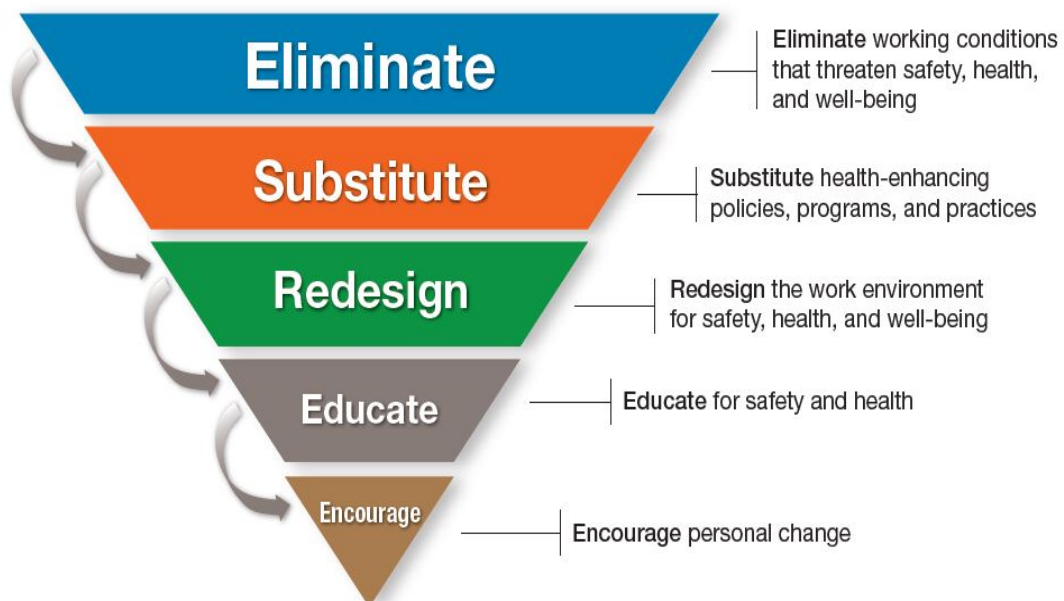 Eliminate
Eliminate working conditions
that threaten safety, health,
and well-being
Substitute
Substitute health-enhancing
policies, programs, and practices
Redesign
Redesign the work environment
for safety, health, and well-being
Educate
Educate for safety and health
Encourage
Encourage personal change